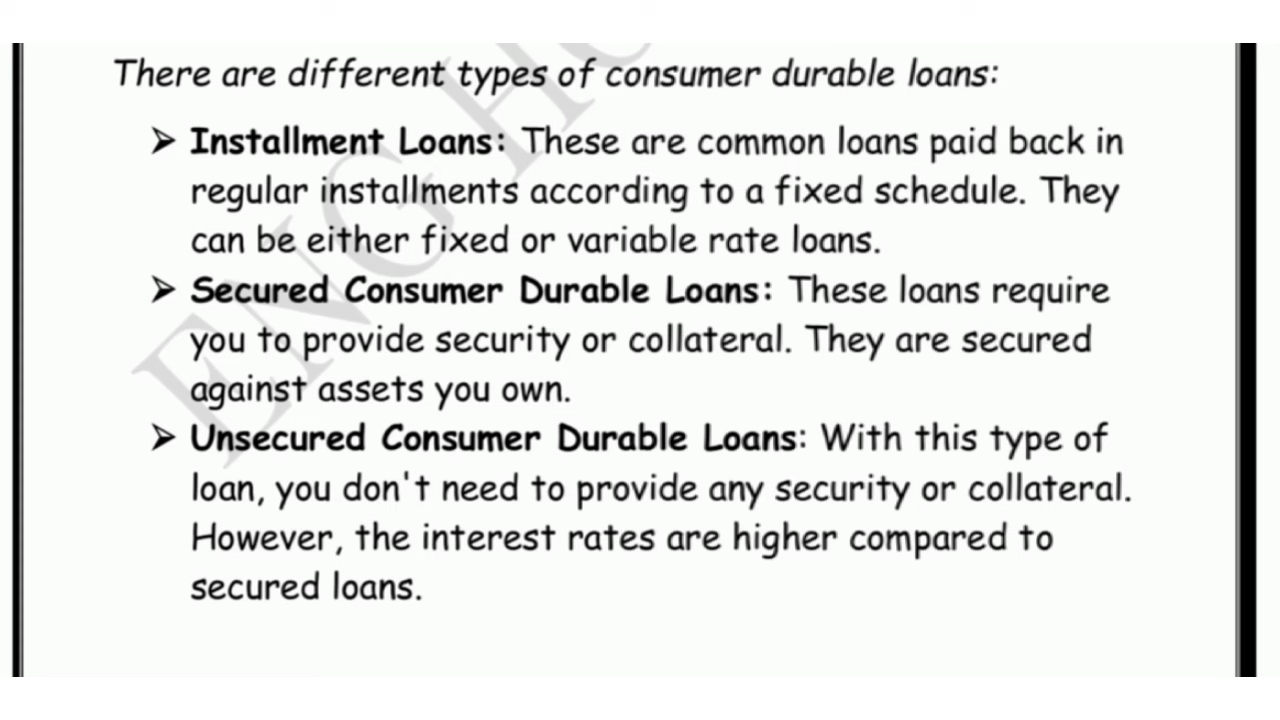 There are different types of consumer durable loans:
➢ Installment Loans: These are common loans paid back in
regular installments according to a fixed schedule. They
can be either fixed or variable rate loans.
➢ Secured Consumer Durable Loans: These loans require
you to provide security or collateral. They are secured
against assets you own.
➢ Unsecured Consumer Durable Loans: With this type of
loan, you don't need to provide any security or collateral.
However, the interest rates are higher compared to
secured loans.
ENG